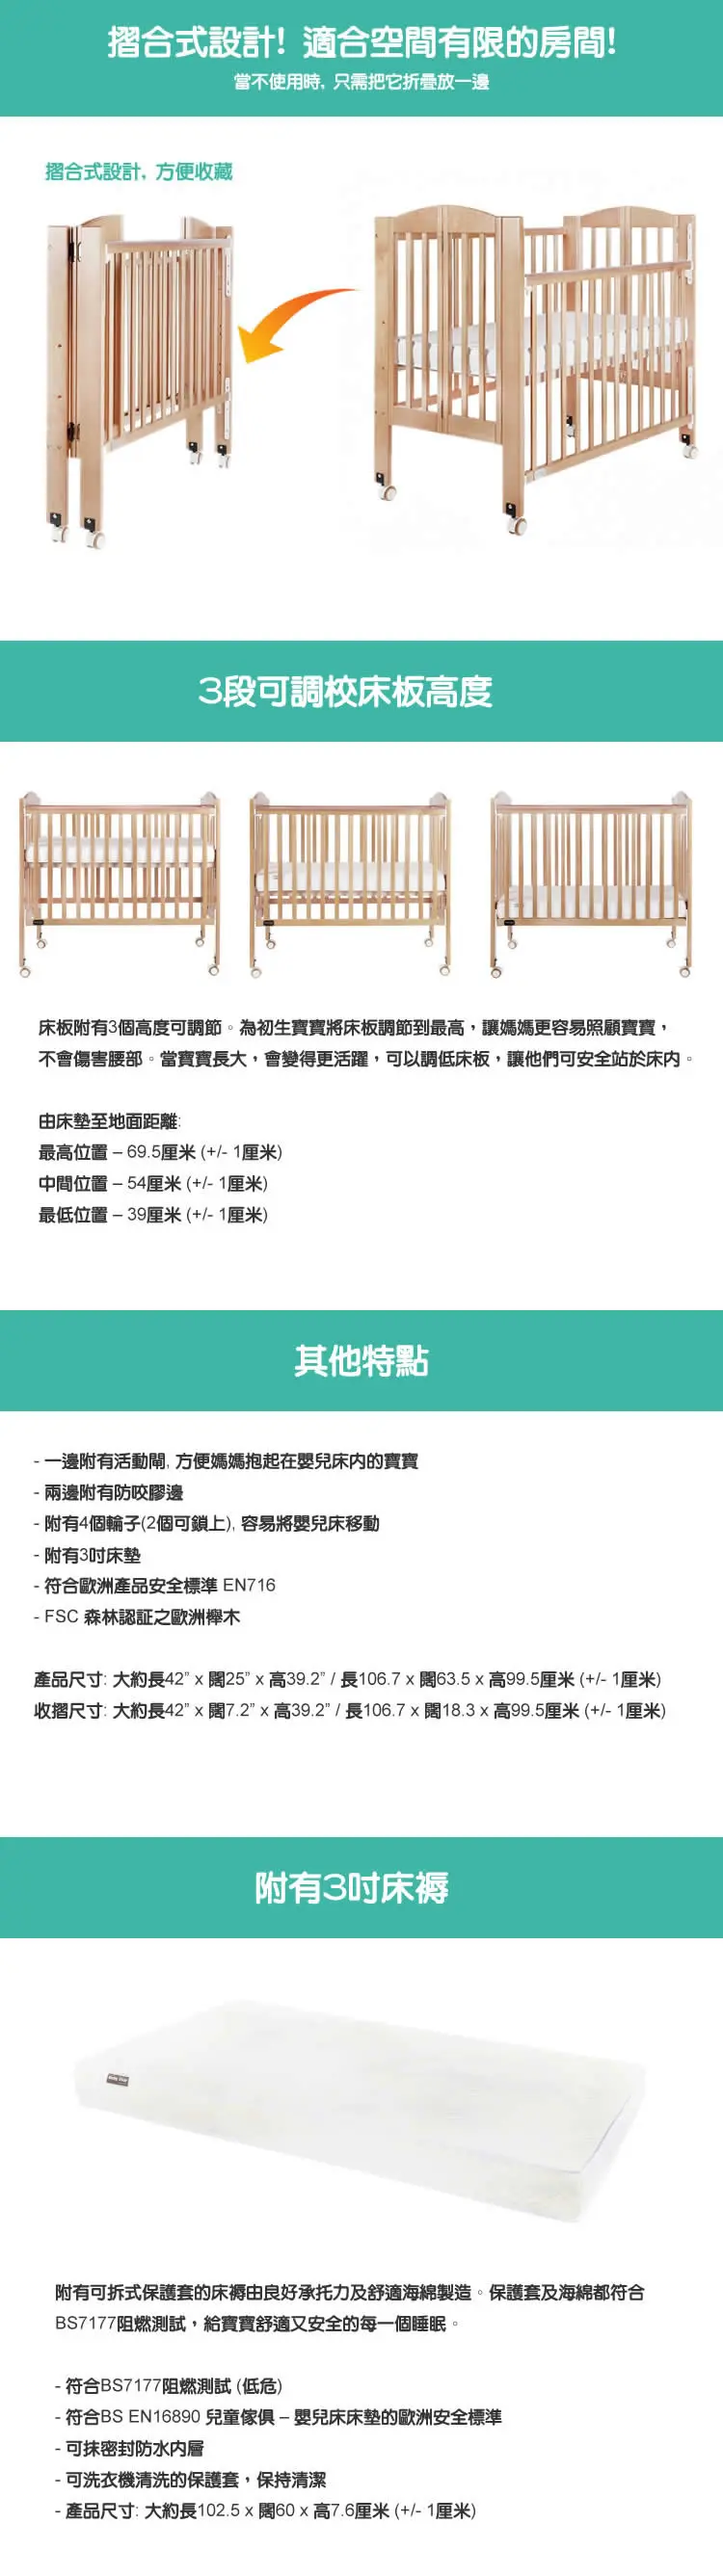 摺合式設計! 適合空間有限的房間!
當不使用時, 只需把它折疊放一邊
摺合式設計, 方便收藏
3段可調校床板高度
床板附有3個高度可調節。為初生寶寶將床板調節到最高，讓媽媽更容易照顧寶寶，
不會傷害腰部。當寶寶長大，會變得更活躍，可以調低床板，讓他們可安全站於床內。
由床墊至地面距離:
最高位置 – 69.5厘米 (+/- 1厘米)
中間位置 – 54厘米 (+/- 1厘米)
最低位置 – 39厘米 (+/- 1厘米)
其他特點
- 一邊附有活動閘, 方便媽媽抱起在嬰兒床內的寶寶
- 兩邊附有防咬膠邊
- 附有4個輪子(2個可鎖上), 容易將嬰兒床移動
- 附有3吋床墊
- 符合歐洲產品安全標準 EN716
- FSC 森林認証之歐洲櫸木
產品尺寸: 大約長42” x 闊25” x 高39.2” / 長106.7 x 闊63.5 x 高99.5厘米 (+/- 1厘米)
收摺尺寸: 大約長42” x 闊7.2” x 高39.2” / 長106.7 x 闊18.3 x 高99.5厘米 (+/- 1厘米)
附有3吋床褥
附有可拆式保護套的床褥由良好承托力及舒適海綿製造。保護套及海綿都符合
BS7177阻燃測試，給寶寶舒適又安全的每一個睡眠。
- 符合BS7177阻燃測試 (低危)
- 符合BS EN16890 兒童傢俱 – 嬰兒床床墊的歐洲安全標準
- 可抹密封防水內層
- 可洗衣機清洗的保護套，保持清潔
- 產品尺寸: 大約長102.5 x 闊60 x 高7.6厘米 (+/- 1厘米)